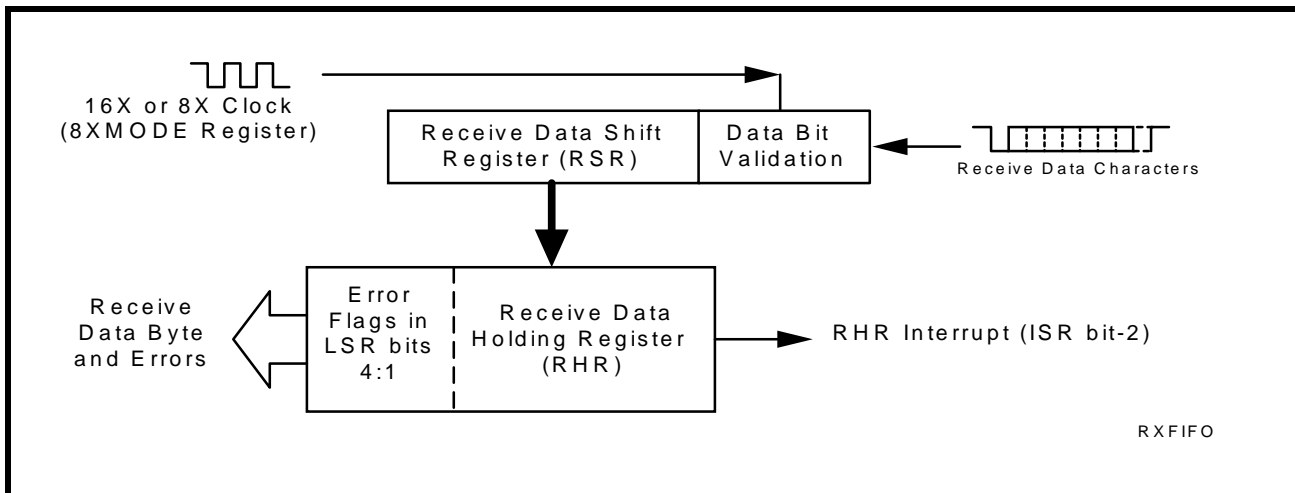 16X or 8X Clock
(8XMODE Register)
Receive Data Shift
Register (RSR)
Data Bit
Validation
Receive Data Characters
Receive
Data Byte
and Errors
Error
Flags in
LSR bits
4:1
Receive Data
Holding Register
(RHR)
RHR Interrupt (ISR bit-2)
RXFIFO